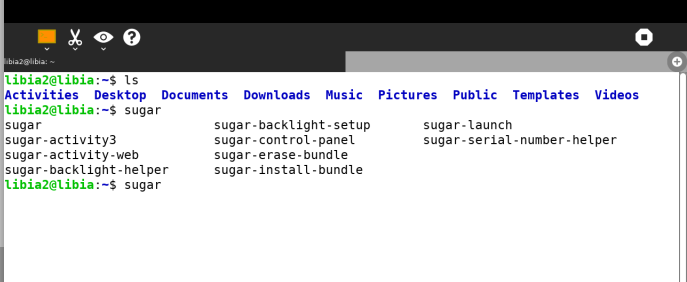 libia2@libia: ~
libia2@libia:~$ ls
Activities  Desktop  Documents  Downloads  Music  Pictures  Public  Templates  Videos
libia2@libia:~$ sugar
sugar                       sugar-backlight-setup       sugar-launch
sugar-activity3             sugar-control-panel         sugar-serial-number-helper
sugar-activity-web          sugar-erase-bundle
sugar-backlight-helper      sugar-install-bundle
libia2@libia:~$ sugar